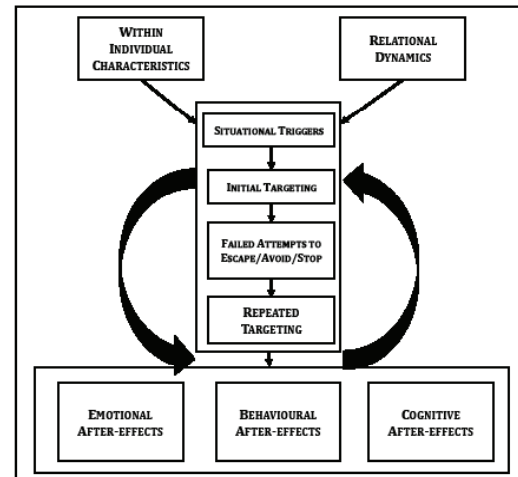 WITHIN
INDIVIDUAL
CHARACTERISTICS
RELATIONAL
DYNAMICS
SITUATIONAL TRIGGERS
INITIAL TARGETING
FAILED ATTEMPTS TO
ESCAPE/AVOID/STOP
REPEATED
TARGETING
EMOTIONAL
AFTER-EFFECTS
BEHAVIOURAL
AFTER-EFFECTS
COGNITIVE
AFTER-EFFECTS